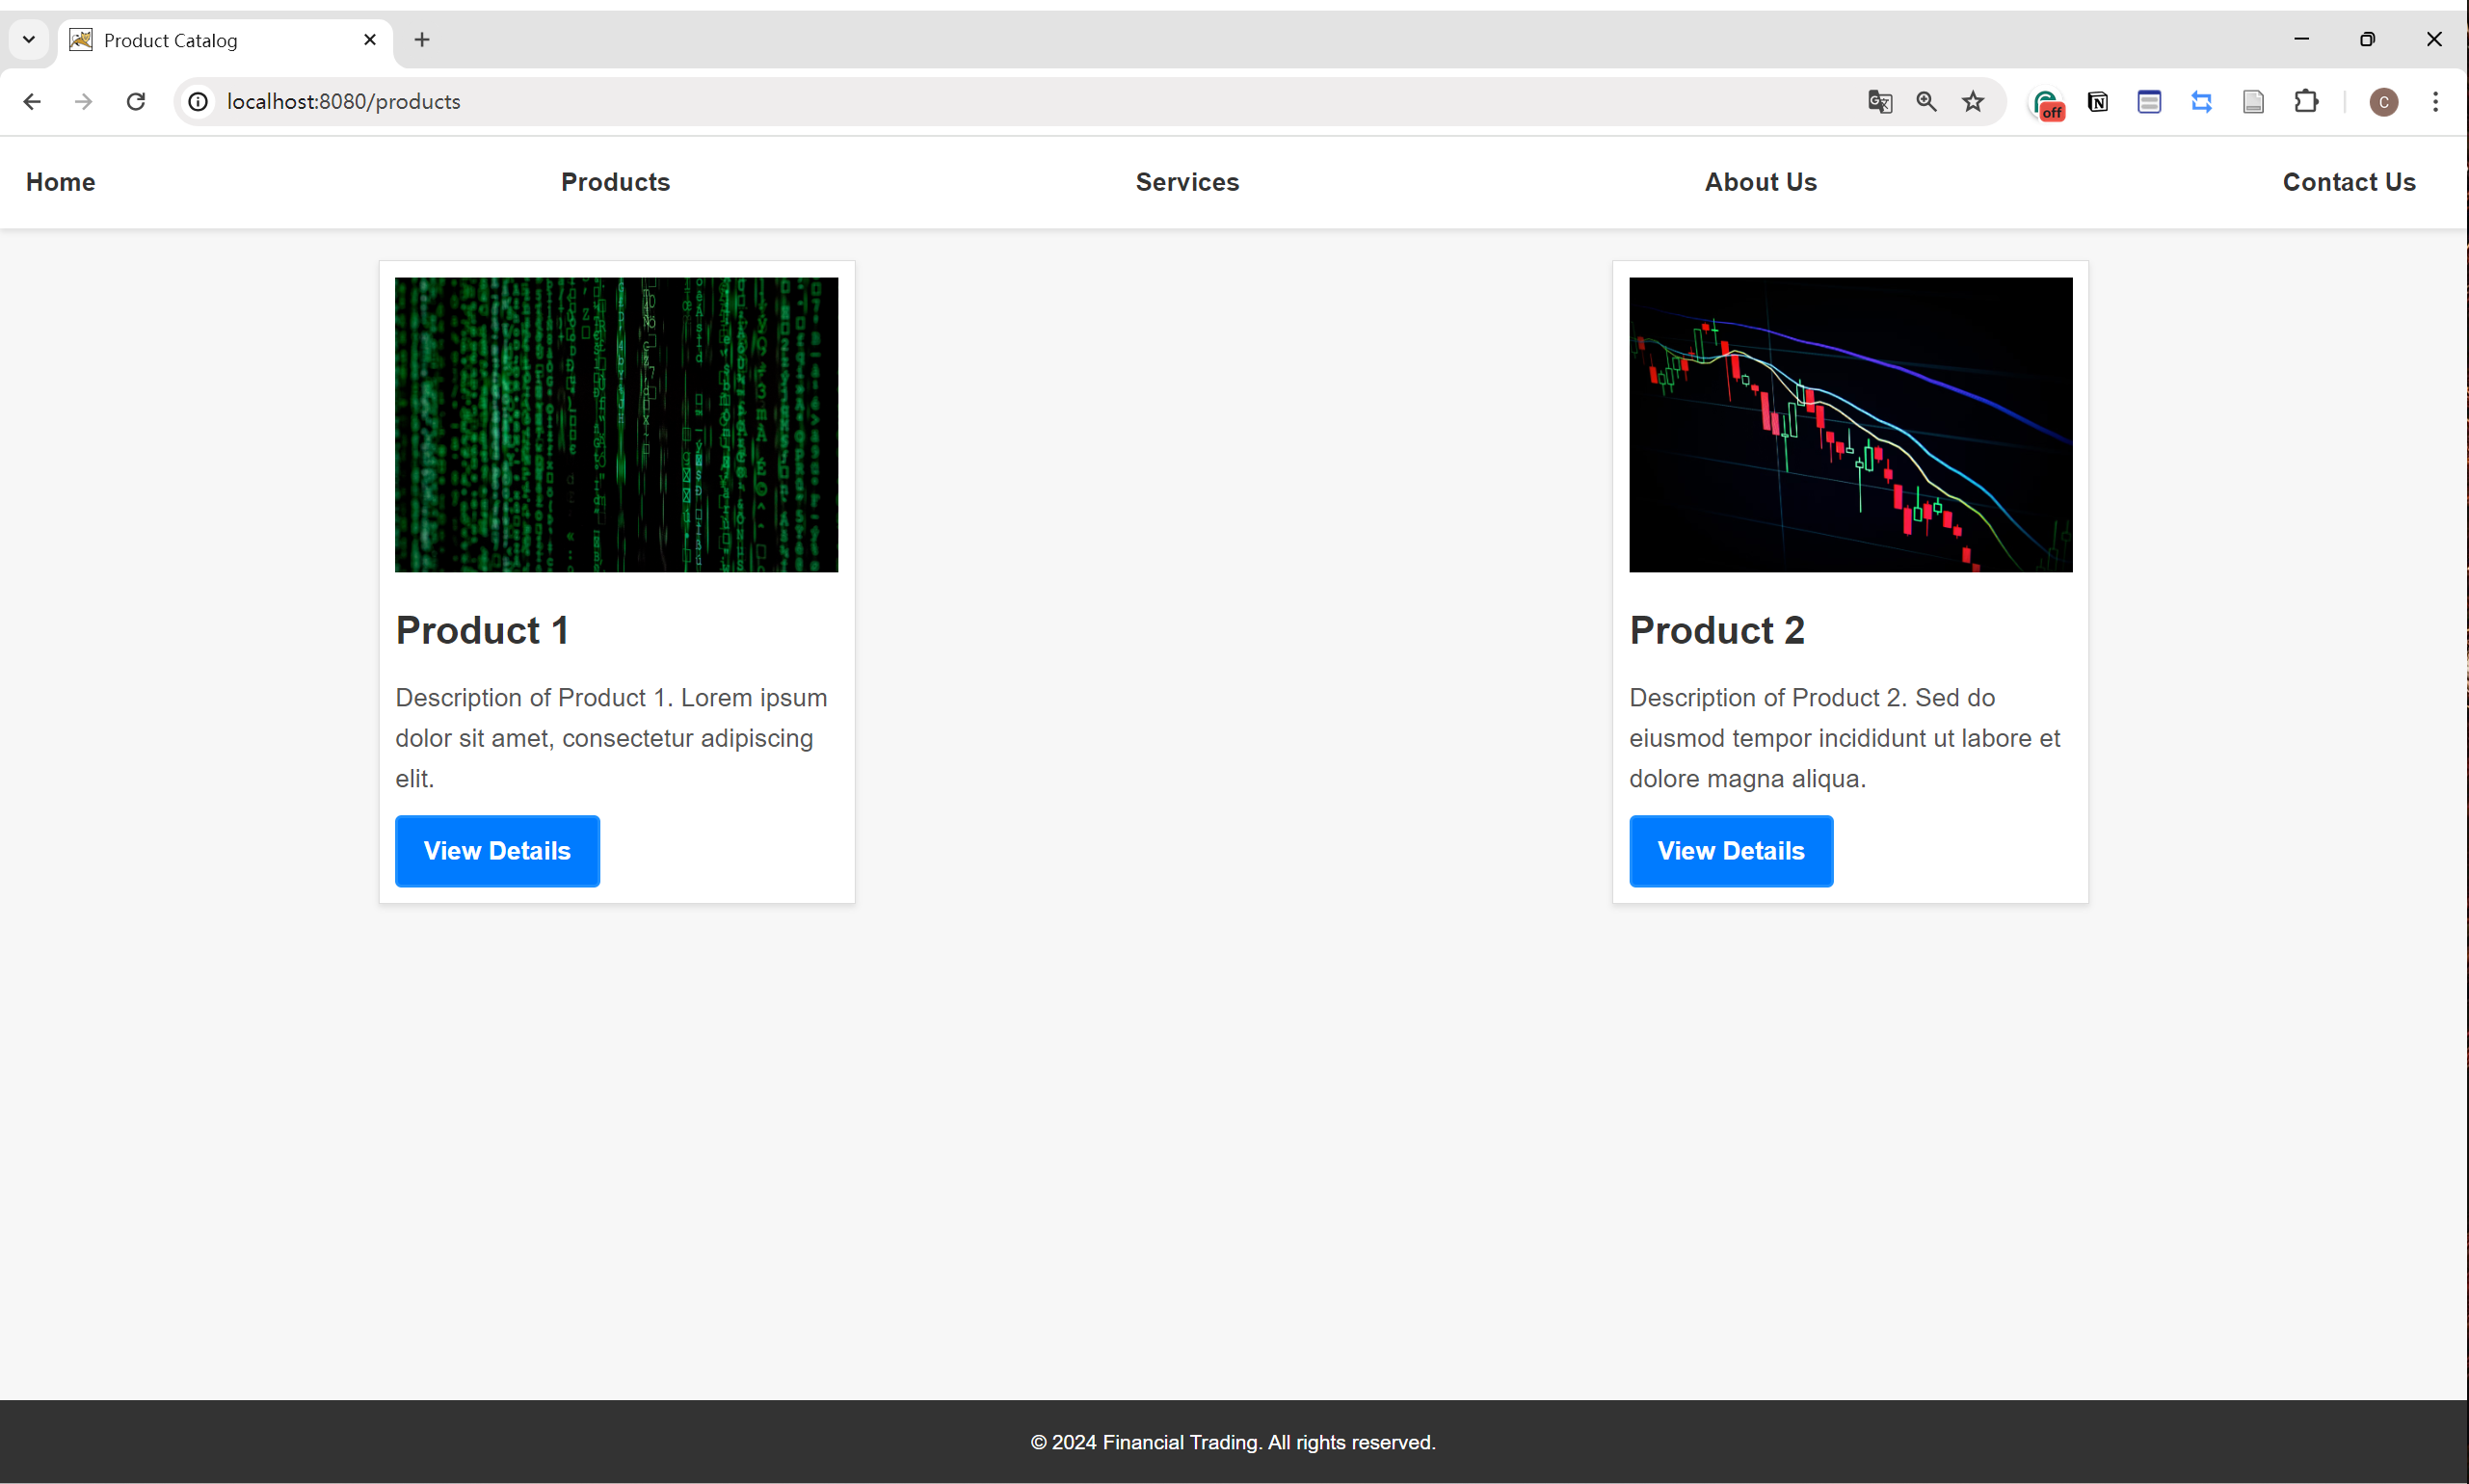 Product Catalog
localhost:8080/products
off
C
Home Products Services About Us Contact Us
Product 1
Description of Product 1. Lorem ipsum
dolor sit amet, consectetur adipiscing
elit.
View Details
Product 2
Description of Product 2. Sed do
eiusmod tempor incididunt ut labore et
dolore magna aliqua.
View Details
© 2024 Financial Trading. All rights reserved.